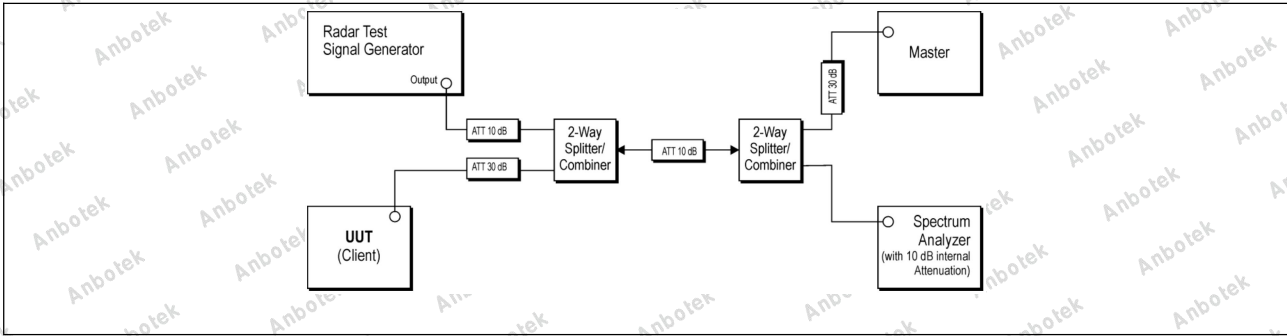 Radar Test
Signal Generator
Output
ATT 10 dB
ATT 30 dB
UUT
(Client)
2-Way
Splitter/
Combiner
ATT 10 dB
2-Way
Splitter/
Combiner
ATT 30 dB
Master
Spectrum
Analyzer
(with 10 dB internal
Attenuation)
Anbotek